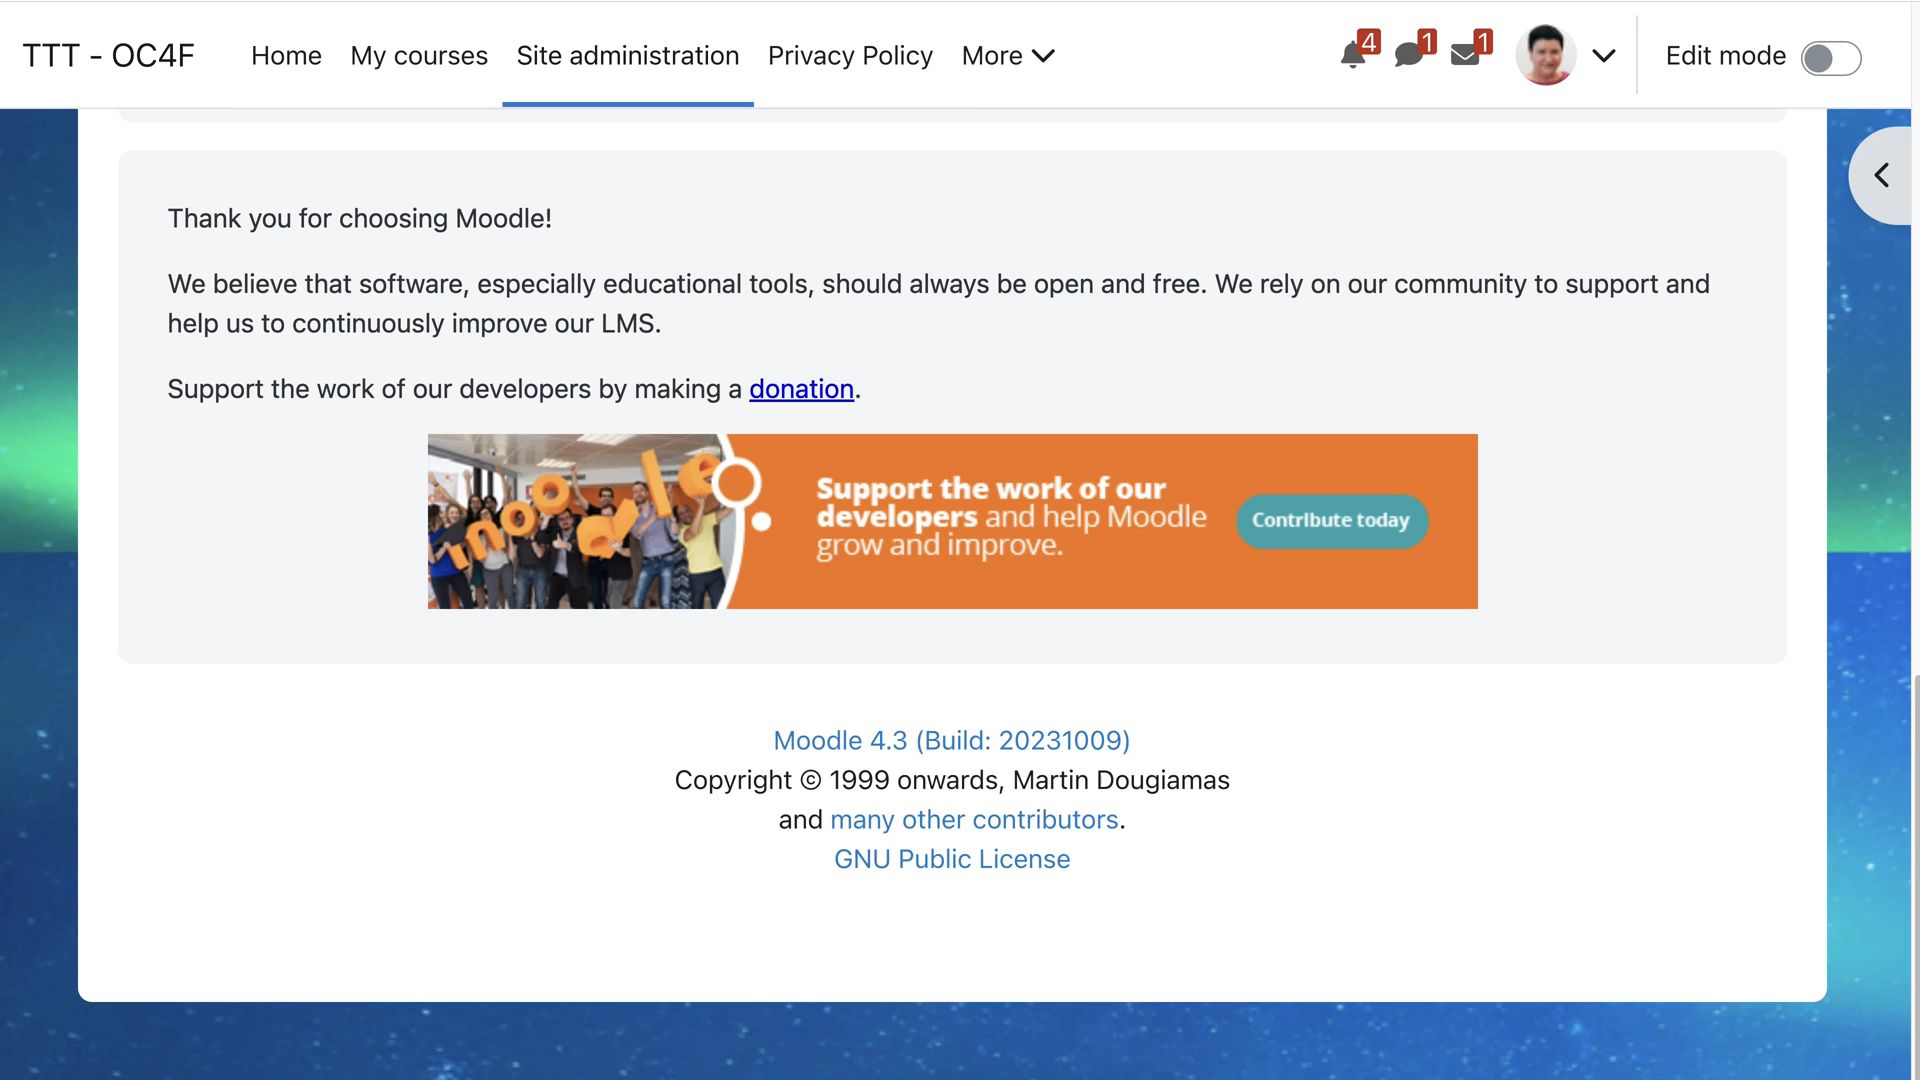 TTT - OC4F
Home
My courses
Site administration
Privacy Policy
More
4
1
1
Edit mode
Thank you for choosing Moodle!
We believe that software, especially educational tools, should always be open and free. We rely on our community to support and
help us to continuously improve our LMS.
Support the work of our developers by making a donation.
moodle
Support the work of our
developers and help Moodle
grow and improve.
Contribute today
Moodle 4.3 (Build: 20231009)
Copyright © 1999 onwards, Martin Dougiamas
and many other contributors.
GNU Public License